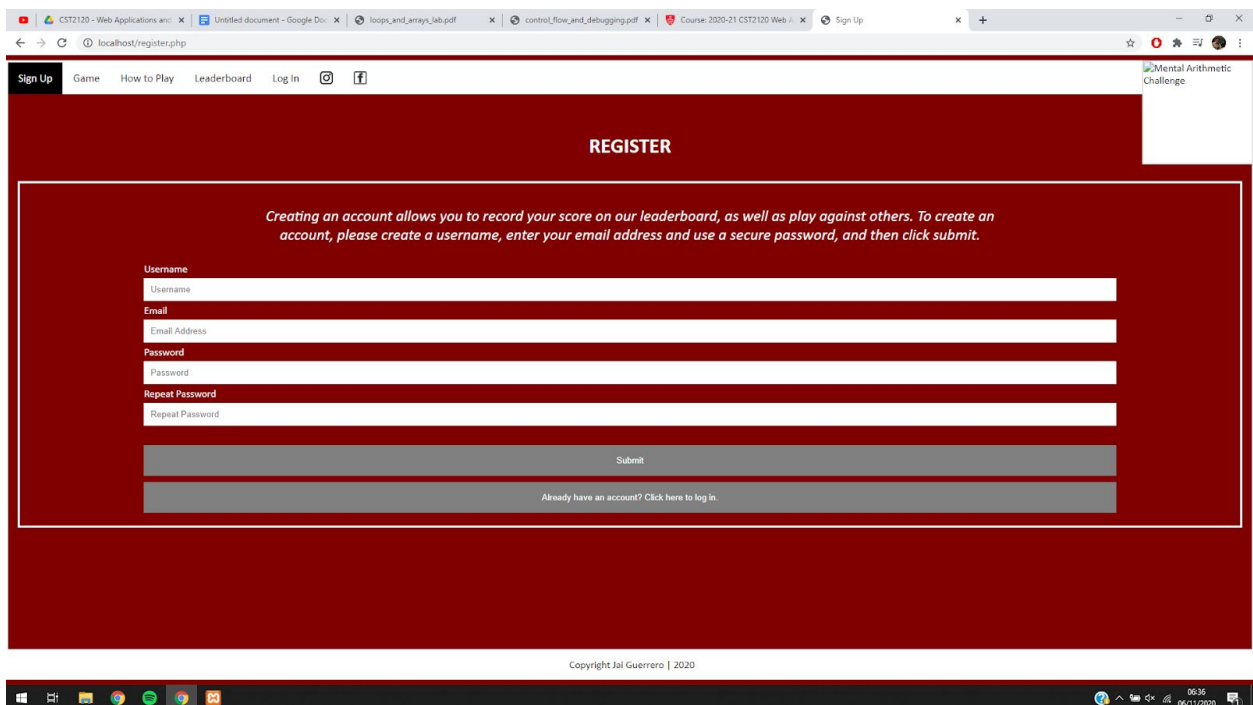 CST2120 - Web Applications and
Untitled document - Google Doc
loops_and_arrays_lab.pdf
control_flow_and_debugging.pdf
Course: 2020-21 CST2120 Web A
Sign Up
localhost/register.php
Sign Up
Game
How to Play
Leaderboard
Log In
Mental Arithmetic
Challenge
REGISTER
Creating an account allows you to record your score on our leaderboard, as well as play against others. To create an
account, please create a username, enter your email address and use a secure password, and then click submit.
Username
Username
Email
Email Address
Password
Password
Repeat Password
Repeat Password
Submit
Already have an account? Click here to log in.
Copyright Jai Guerrero | 2020
06:36
06/11/2020